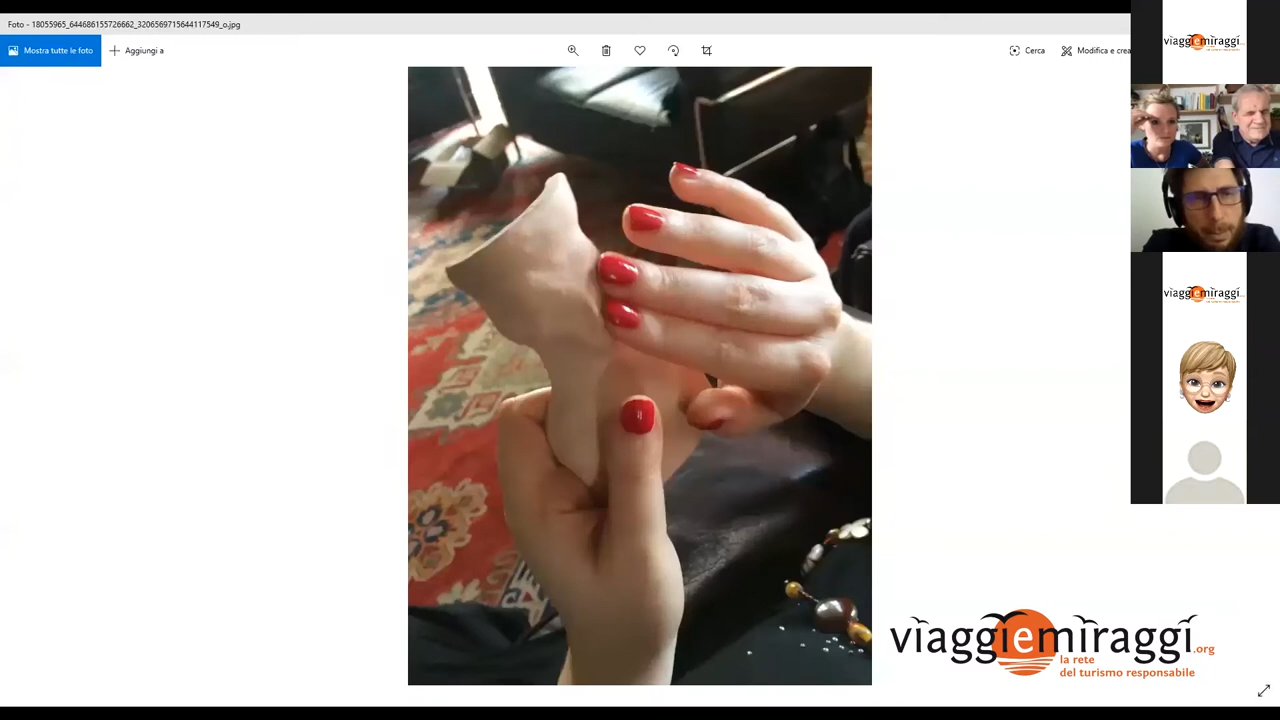 Foto - 18055965_644686155726662_3206569715644117549_o.jpg
Mostra tutte le foto
Aggiungi a
Cerca
Modifica e crea
viaggiemiraggi
viaggiemiraggi
viaggiemiraggi.org
la rete
del turismo responsabile